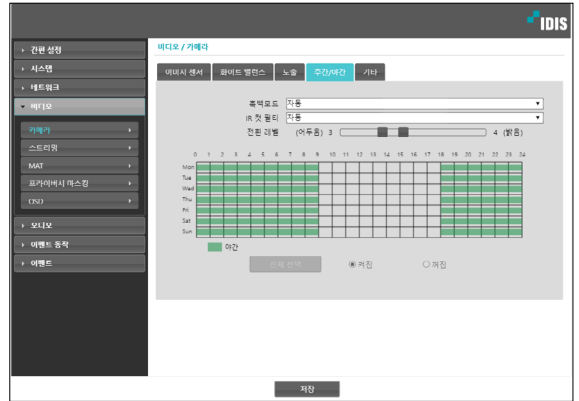 IDIS
간편 설정
시스템
네트워크
비디오
카메라
스트리밍
MAT
프라이버시 마스킹
OSD
오디오
이벤트 동작
이벤트
비디오 / 카메라
이미지 센서 화이트 밸런스 노출 주간/야간 기타
흑백모드 자동
IR 컷 필터 자동
전환 레벨 (어두움) 3 4 (밝음)
0 1 2 3 4 5 6 7 8 9 10 11 12 13 14 15 16 17 18 19 20 21 22 23 24
Mon
Tue
Wed
Thu
Fri
Sat
Sun
야간
전체 선택 켜짐 꺼짐
저장